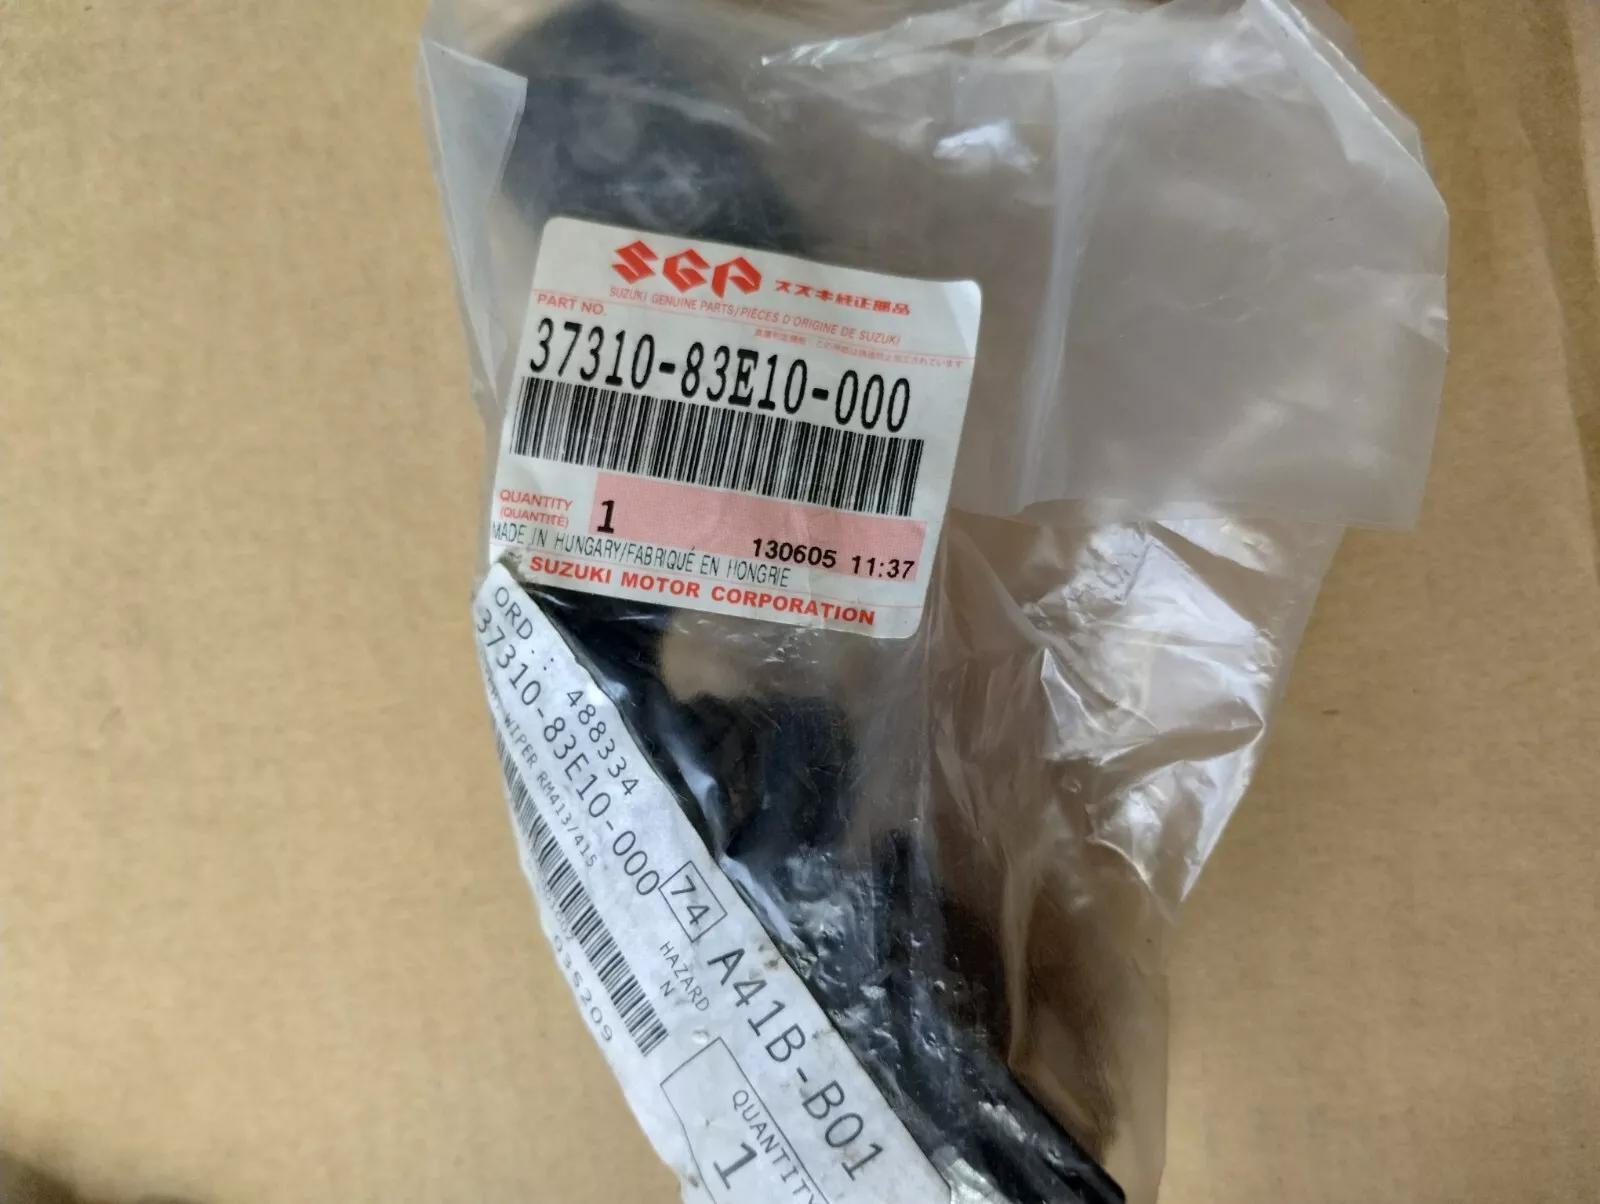 SGP スズキ純正部品
SUZUKI GENUINE PARTS/PIÈCES D'ORIGINE DE SUZUKI
PART NO.
37310-83E10-000
QUANTITY
(QUANTITÉ)
1
130605 11:37
MADE IN HUNGARY/FABRIQUÉ EN HONGRIE
SUZUKI MOTOR CORPORATION
ORD.: 488334
37310-83E10-000
74
A41B-B01
WIPER RM413/415
HAZARD
N
036209
QUANTITY
1